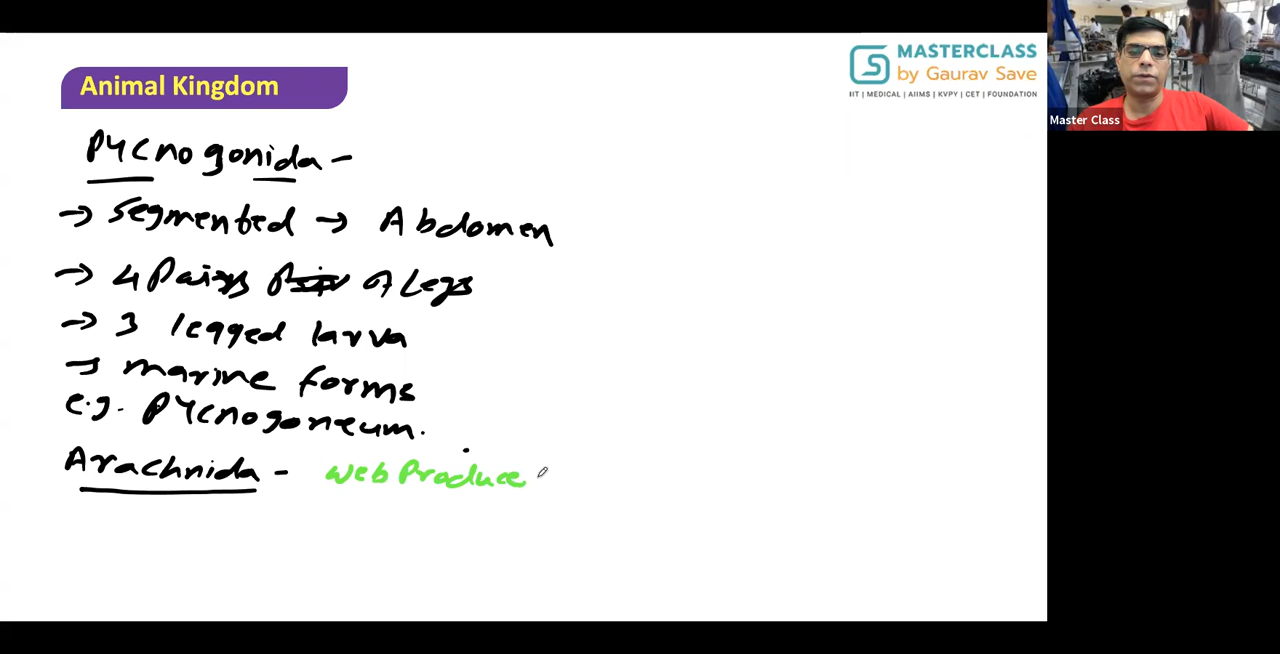 Animal Kingdom
MASTERCLASS
by Gaurav Save
IIT | MEDICAL | AIIMS | KVPY | CET | FOUNDATION
Master Class
Pycnogonida -
→ Segmented → Abdomen
→ 4 Pairs of Legs
→ 3 legged larva
→ marine forms
e.g. Pycnogoneum.
Arachnida - web Produce